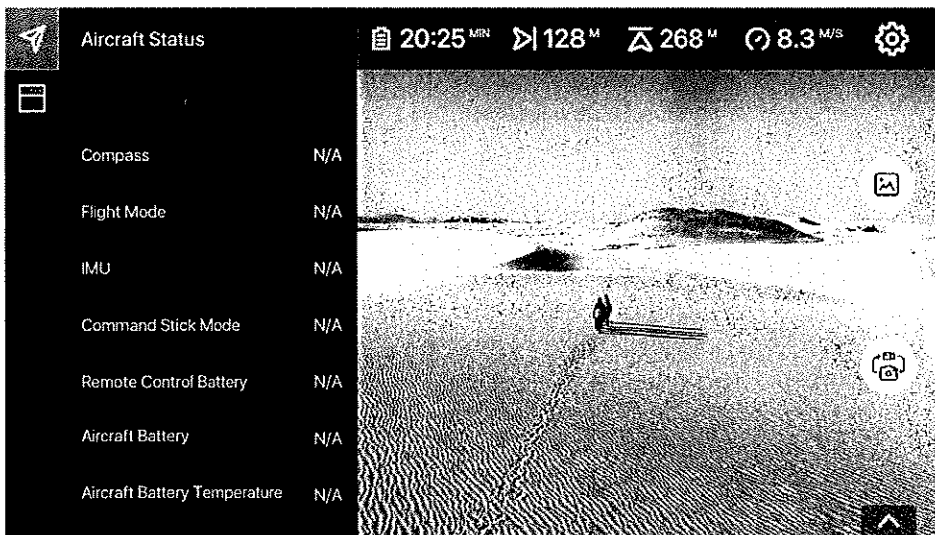 Aircraft Status
20:25 MIN 128 M 268 M 8.3 M/S
Compass N/A
Flight Mode N/A
IMU N/A
Command Stick Mode N/A
Remote Control Battery N/A
Aircraft Battery N/A
Aircraft Battery Temperature N/A